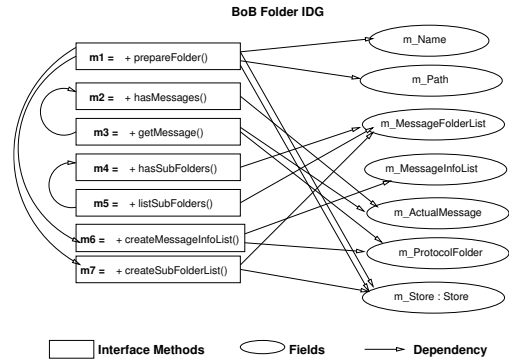 BoB Folder IDG
m1 = + prepareFolder()
m2 = + hasMessages()
m3 = + getMessage()
m4 = + hasSubFolders()
m5 = + listSubFolders()
m6 = + createMessageInfoList()
m7 = + createSubFolderList()
m_Name
m_Path
m_MessageFolderList
m_MessageInfoList
m_ActualMessage
m_ProtocolFolder
m_Store : Store
Interface Methods
Fields
Dependency